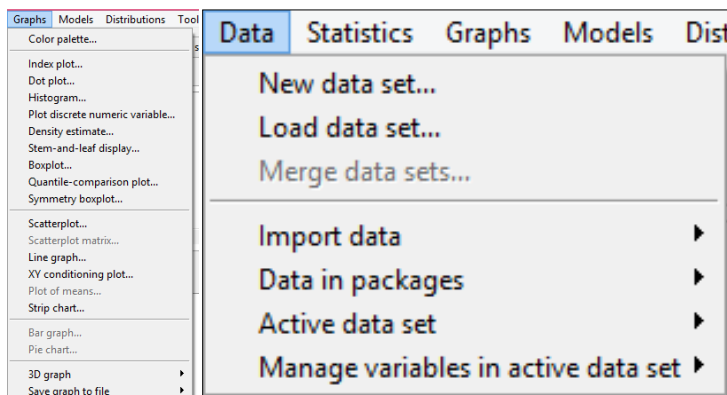 Graphs Models Distributions Tool
Color palette...
Index plot...
Dot plot...
Histogram...
Plot discrete numeric variable...
Density estimate...
Stem-and-leaf display...
Boxplot...
Quantile-comparison plot...
Symmetry boxplot...
Scatterplot...
Scatterplot matrix...
Line graph...
XY conditioning plot...
Plot of means...
Strip chart...
Bar graph...
Pie chart...
3D graph
Save graph to file
Data Statistics Graphs Models Dist
New data set...
Load data set...
Merge data sets...
Import data
Data in packages
Active data set
Manage variables in active data set